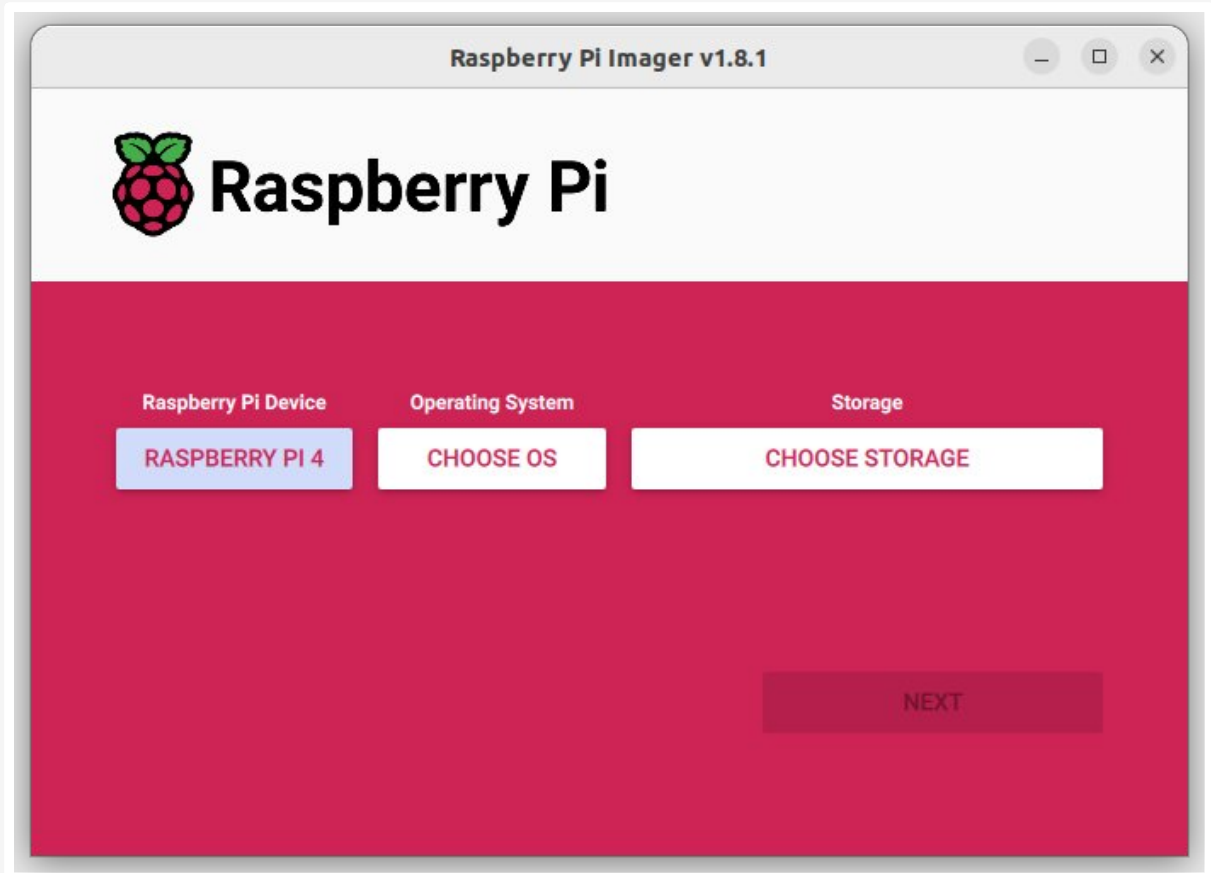 Raspberry Pi Imager v1.8.1
Raspberry Pi
Raspberry Pi Device Operating System Storage
RASPBERRY PI 4 CHOOSE OS CHOOSE STORAGE
NEXT